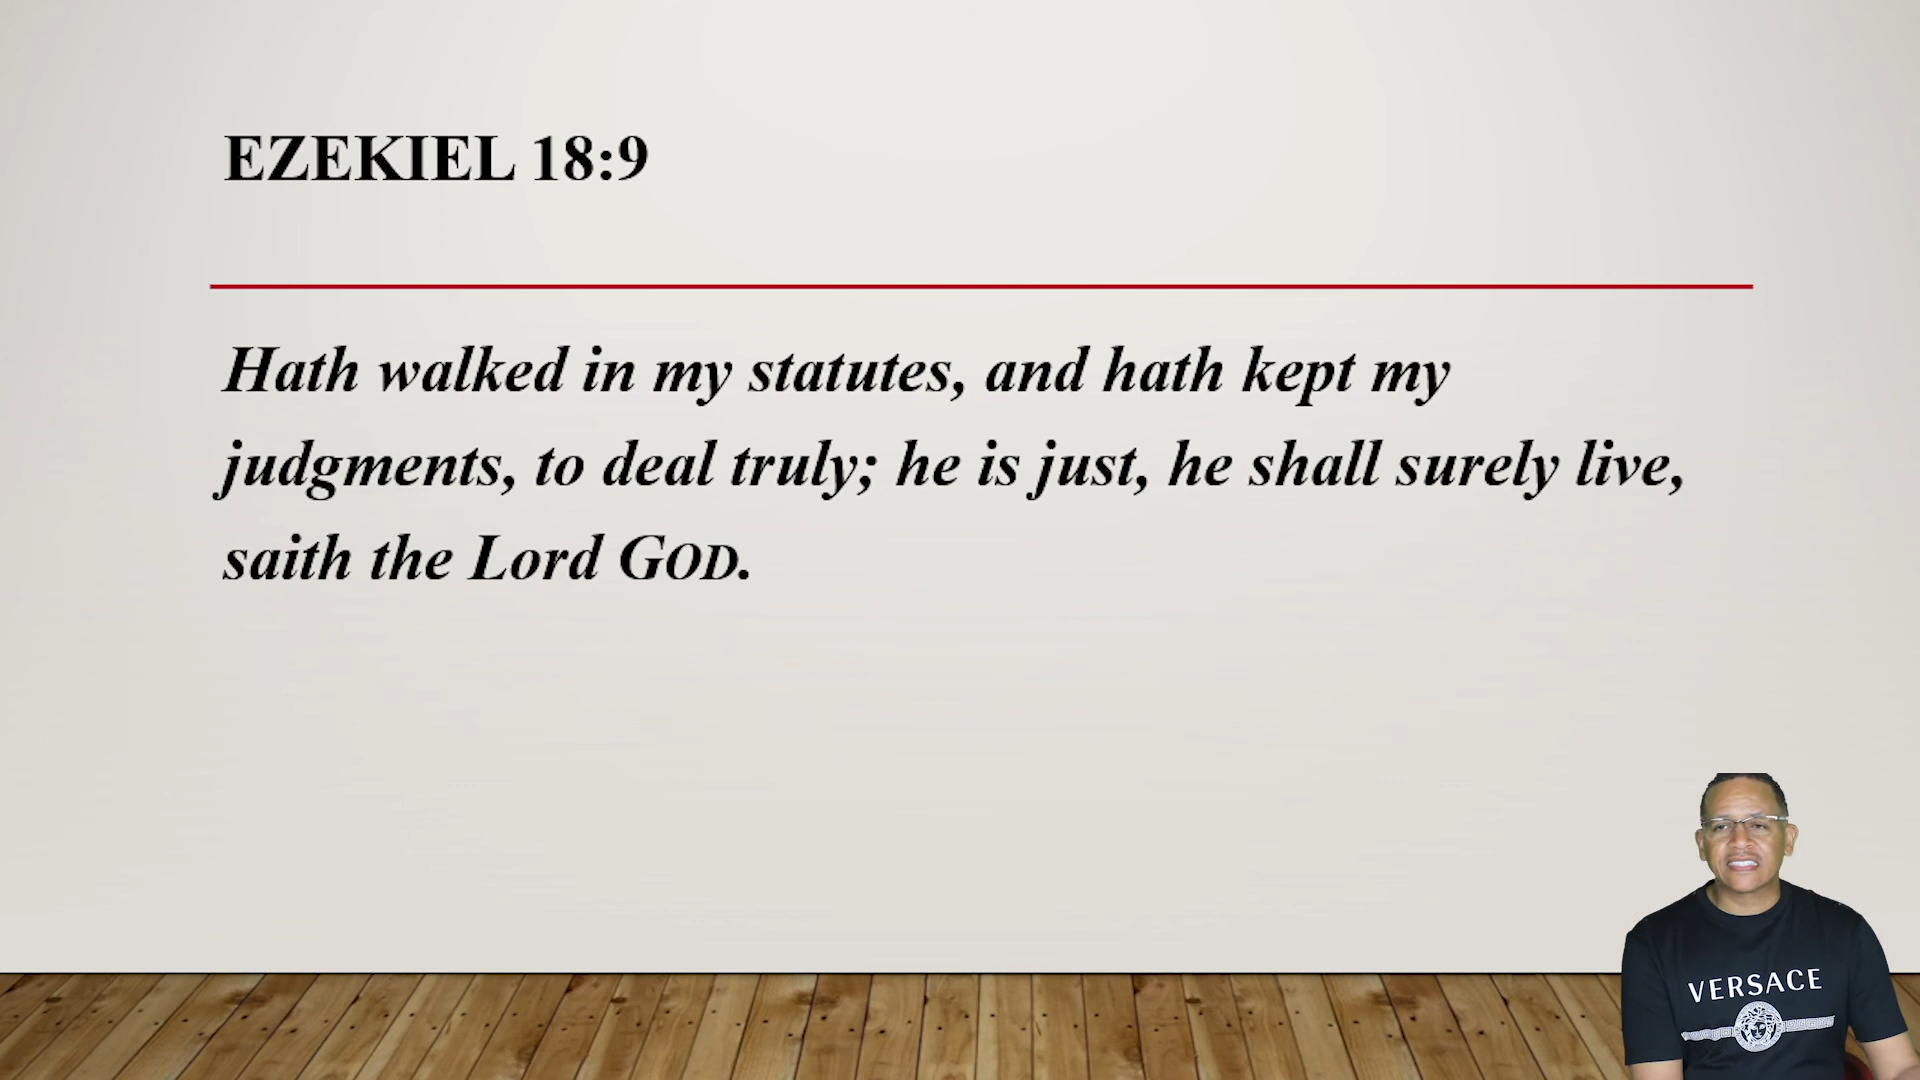 EZEKIEL 18:9
Hath walked in my statutes, and hath kept my
judgments, to deal truly; he is just, he shall surely live,
saith the Lord GOD.
VERSACE